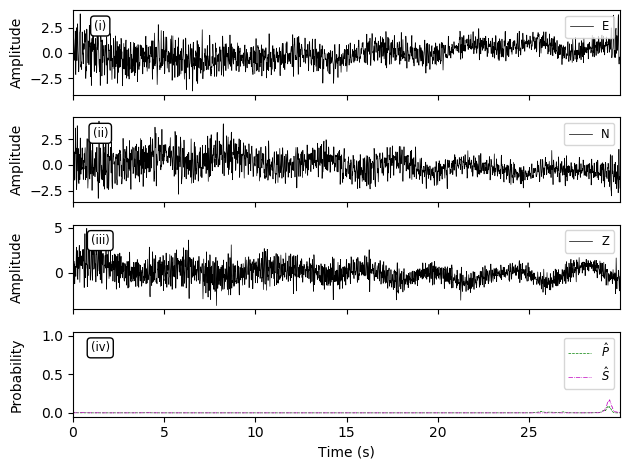 Amplitude
2.5
0.0
−2.5
(i)
E
Amplitude
2.5
0.0
−2.5
(ii)
N
Amplitude
5
0
(iii)
Z
Probability
1.0
0.5
0.0
(iv)
P̂
Ŝ
0 5 10 15 20 25
Time (s)